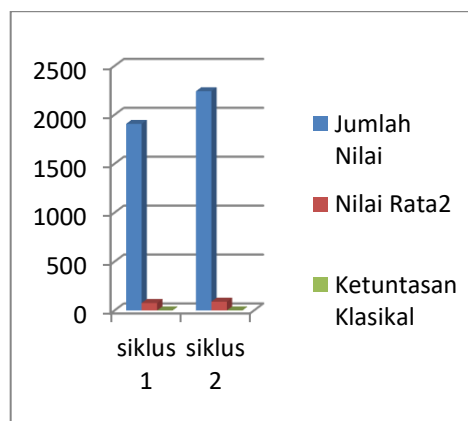 2500
2000
1500
1000
500
0
siklus
1
siklus
2
Jumlah
Nilai
Nilai Rata2
Ketuntasan
Klasikal